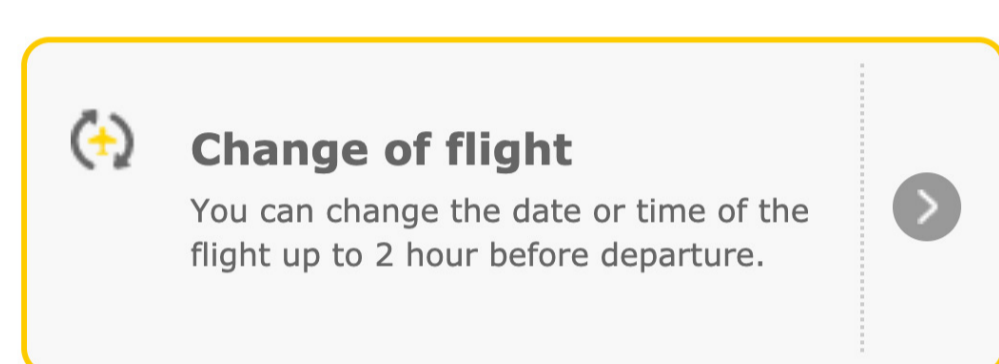 Change of flight
You can change the date or time of the
flight up to 2 hour before departure.